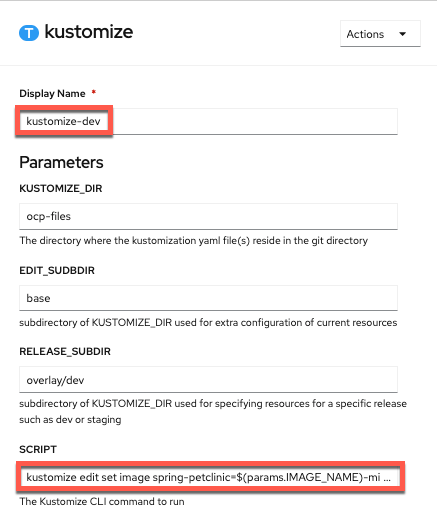 T kustomize
Actions
Display Name *
kustomize-dev
Parameters
KUSTOMIZE_DIR
ocp-files
The directory where the kustomization yaml file(s) reside in the git directory
EDIT_SUDBDIR
base
subdirectory of KUSTOMIZE_DIR used for extra configuration of current resources
RELEASE_SUBDIR
overlay/dev
subdirectory of KUSTOMIZE_DIR used for specifying resources for a specific release
such as dev or staging
SCRIPT
kustomize edit set image spring-petclinic=$(params.IMAGE_NAME)-mi ...
The Kustomize CLI command to run